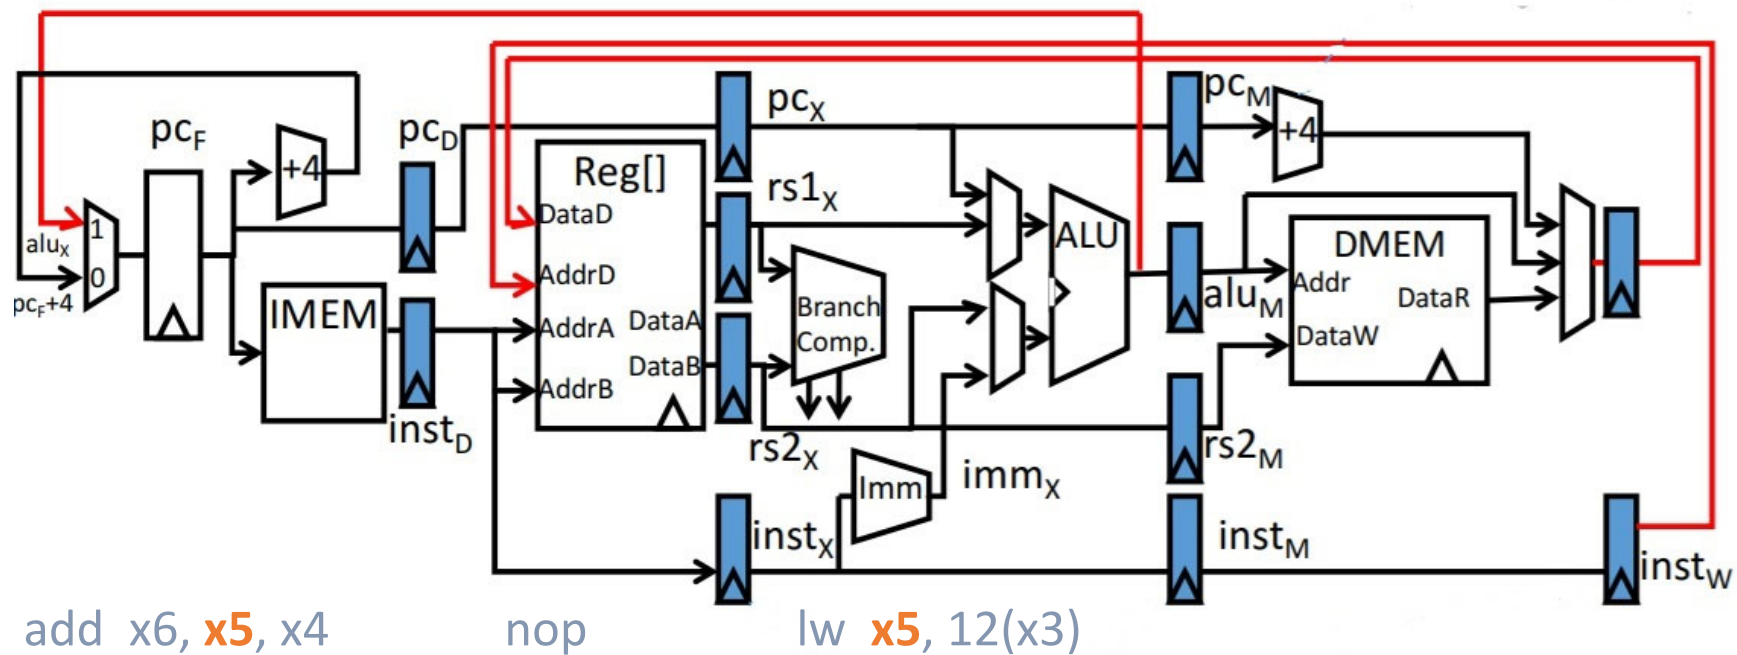 pcF
+4
pcD
pcX
pcM
+4
Reg[]
rs1X
DataD
1
aluX
0
pcF+4
AddrD
ALU
DMEM
Addr
DataR
aluM
IMEM
AddrA
DataA
Branch
Comp.
DataW
DataB
AddrB
instD
rs2X
rs2M
Imm.
immX
instX
instM
instW
add x6, x5, x4
nop
lw x5, 12(x3)